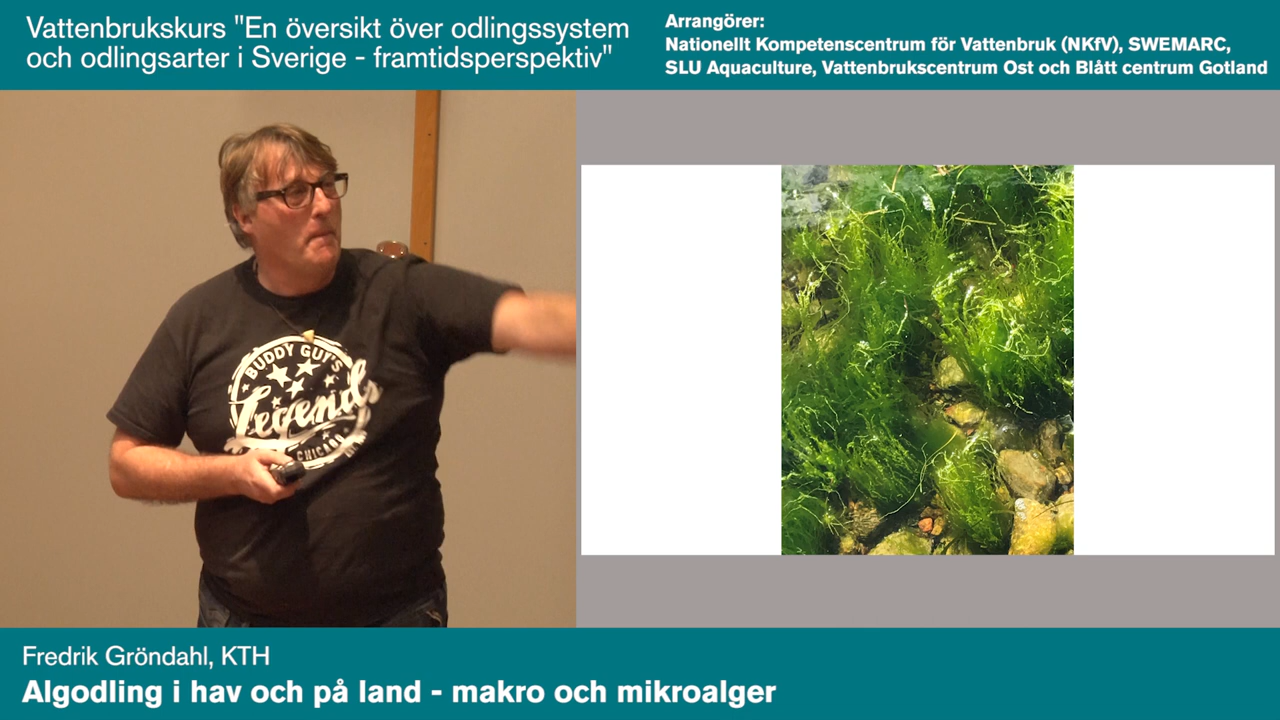 Vattenbrukskurs "En översikt över odlingssystem
och odlingsarter i Sverige - framtidsperspektiv"
Arrangörer:
Nationellt Kompetenscentrum för Vattenbruk (NKfV), SWEMARC,
SLU Aquaculture, Vattenbrukscentrum Ost och Blått centrum Gotland
BUDDY GUY'S
Legends
CHICAGO
Fredrik Gröndahl, KTH
Algodling i hav och på land - makro och mikroalger